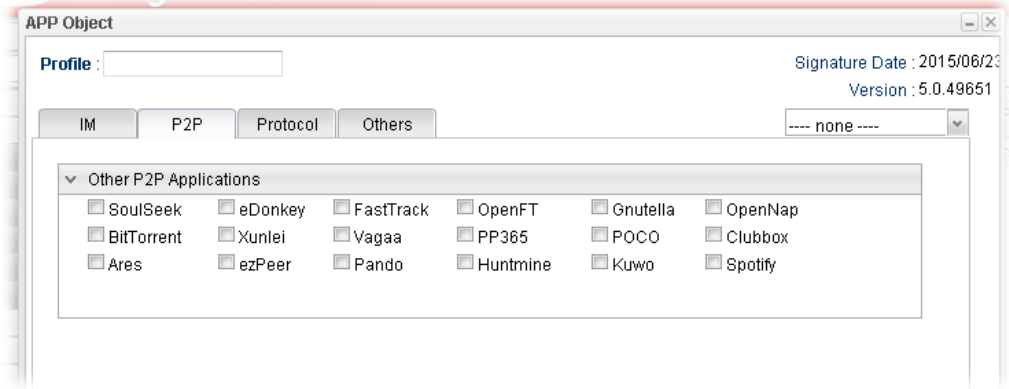 APP Object
Profile :
Signature Date : 2015/06/23
Version : 5.0.49651
IM P2P Protocol Others ---- none ----
Other P2P Applications
SoulSeek eDonkey FastTrack OpenFT Gnutella OpenNap
BitTorrent Xunlei Vagaa PP365 POCO Clubbox
Ares ezPeer Pando Huntmine Kuwo Spotify